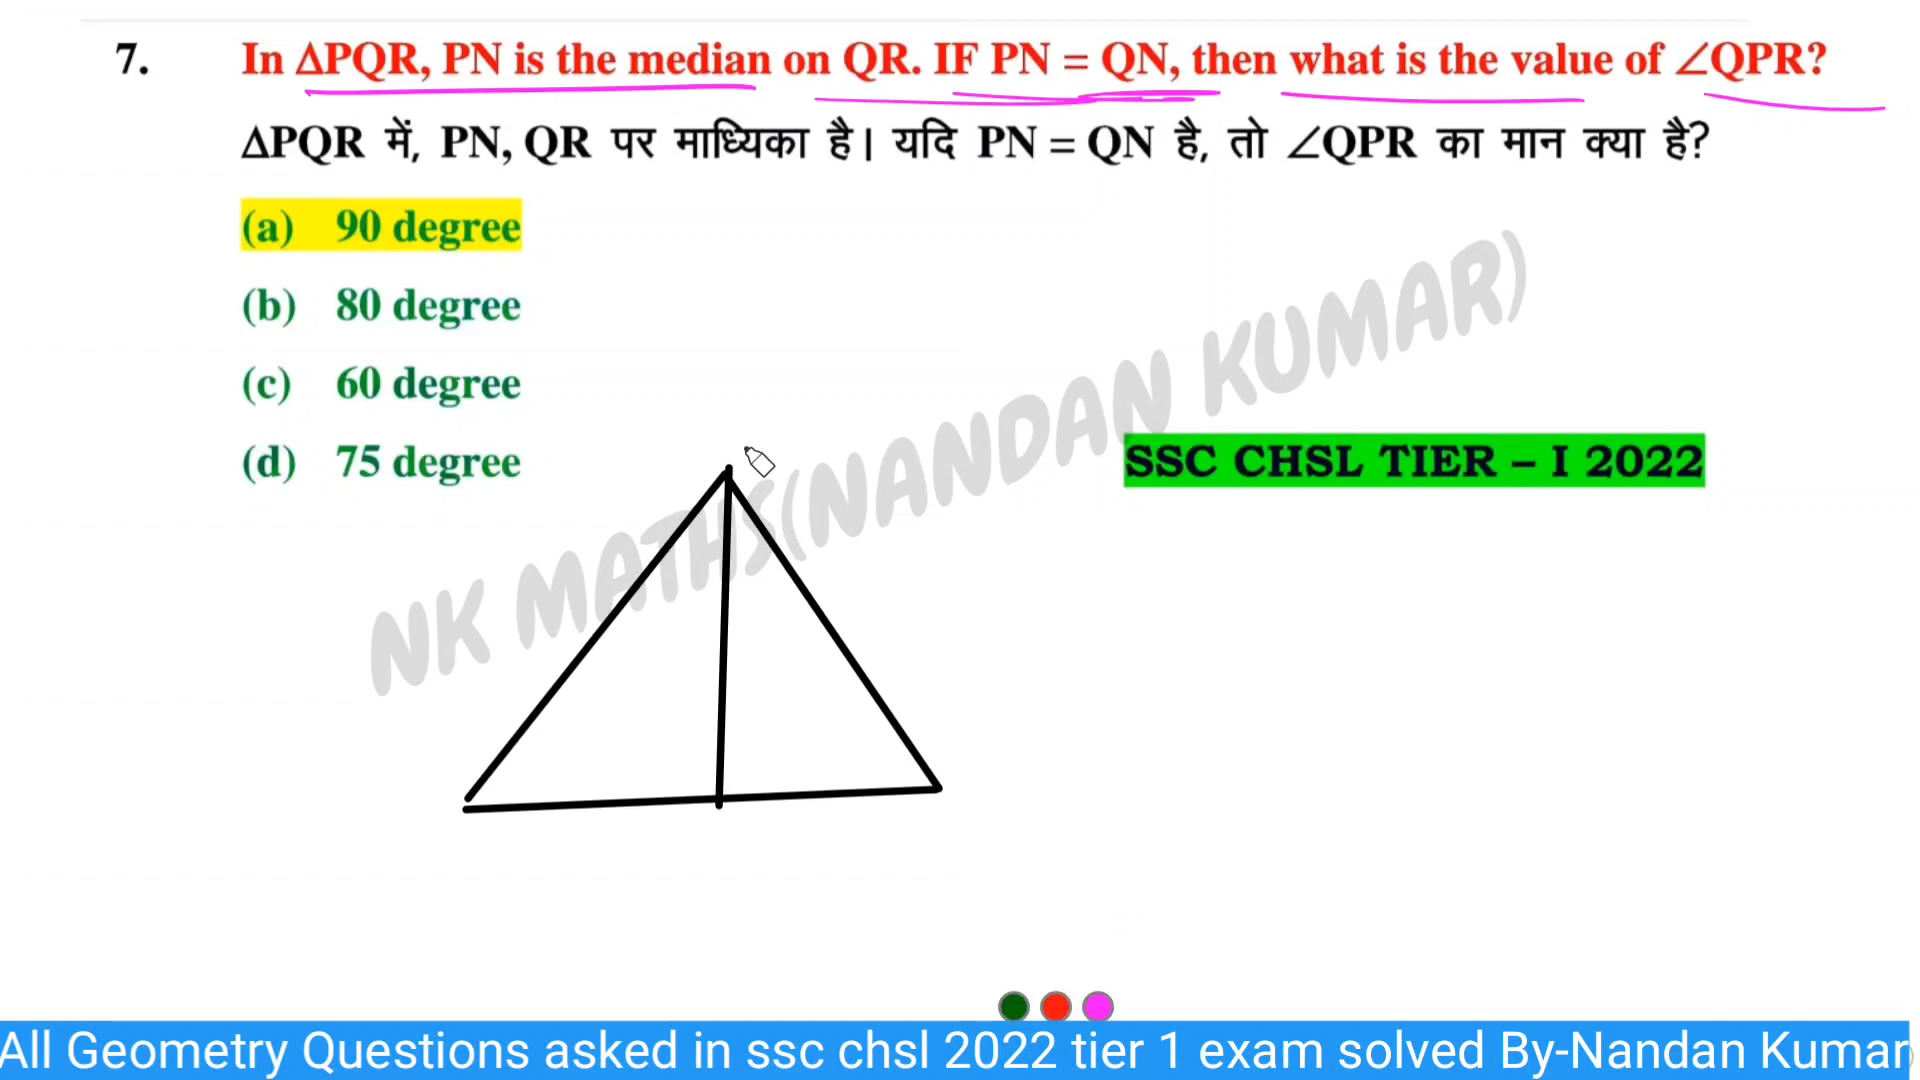 7. In ΔPQR, PN is the median on QR. IF PN = QN, then what is the value of ∠QPR?
ΔPQR में, PN, QR पर माध्यिका है। यदि PN = QN है, तो ∠QPR का मान क्या है?
(a) 90 degree
(b) 80 degree
(c) 60 degree
(d) 75 degree
SSC CHSL TIER – I 2022
NK MATHS(NANDAN KUMAR)
All Geometry Questions asked in ssc chsl 2022 tier 1 exam solved By-Nandan Kumar